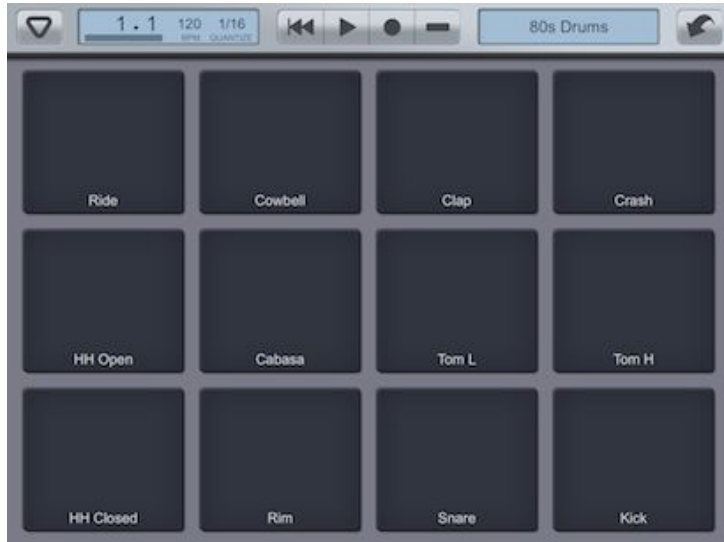 1.1 120 1/16 80s Drums
BPM QUANTIZE
Ride Cowbell Clap Crash
HH Open Cabasa Tom L Tom H
HH Closed Rim Snare Kick